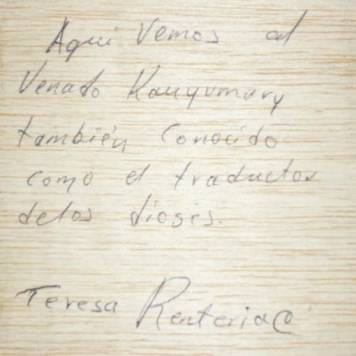 Aqui Vemos al
Venado Kauyumary
también Conocido
como el traductor
delos dioses.
Teresa Renteria C